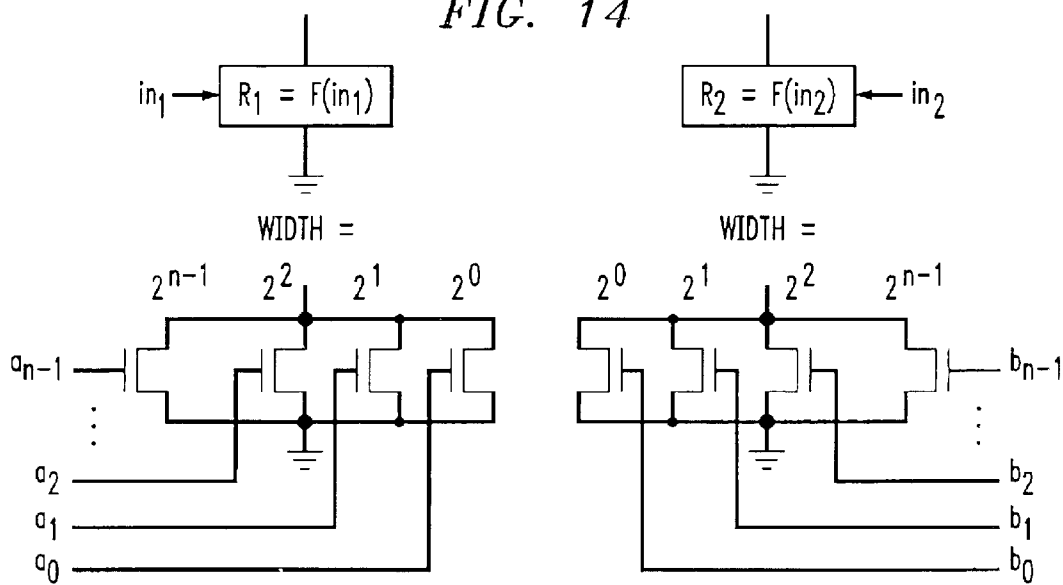 FIG. 14
in₁ R₁ = F(in₁)
R₂ = F(in₂) in₂
WIDTH = WIDTH =
2ⁿ⁻¹ 2² 2¹ 2⁰ 2⁰ 2¹ 2² 2ⁿ⁻¹
aₙ₋₁ bₙ₋₁
a₂ b₂
a₁ b₁
a₀ b₀